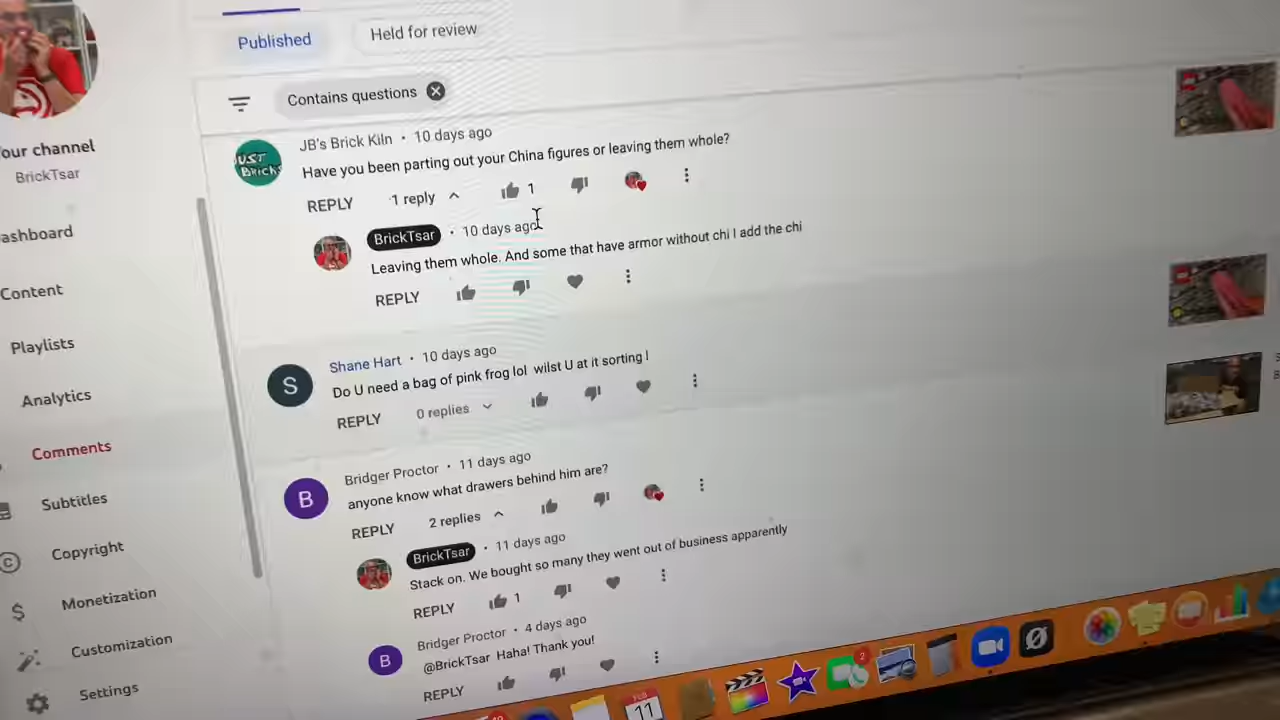 Published
Held for review
Contains questions
our channel
BrickTsar
ashboard
Content
Playlists
Analytics
Comments
Subtitles
Copyright
Monetization
Customization
Settings
JUST
BRICKS
JB's Brick Kiln • 10 days ago
Have you been parting out your China figures or leaving them whole?
REPLY 1 reply 1
BrickTsar • 10 days ago
Leaving them whole. And some that have armor without chi I add the chi
REPLY
S
Shane Hart • 10 days ago
Do U need a bag of pink frog lol wilst U at it sorting !
REPLY 0 replies
B
Bridger Proctor • 11 days ago
anyone know what drawers behind him are?
REPLY 2 replies
BrickTsar • 11 days ago
Stack on. We bought so many they went out of business apparently
REPLY 1
B
Bridger Proctor • 4 days ago
@BrickTsar Haha! Thank you!
REPLY
11
2